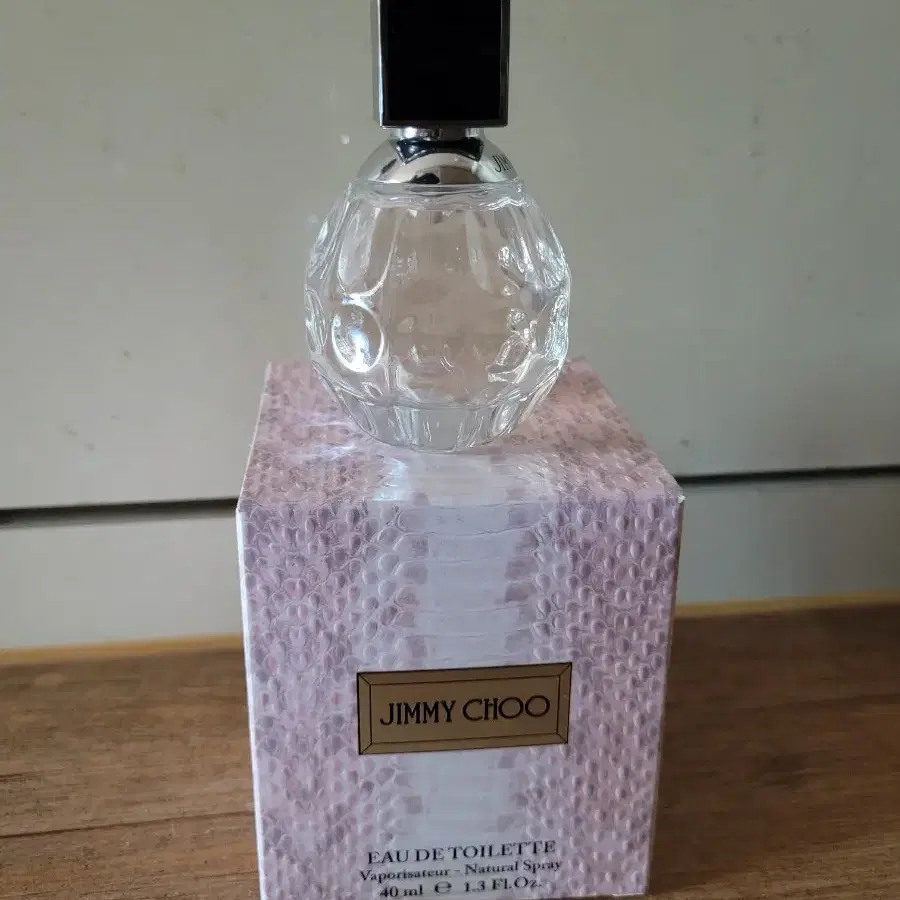 JIMMY CHOO
EAU DE TOILETTE
Vaporisateur - Natural Spray
40 ml ℮ 1.3 Fl.Oz.